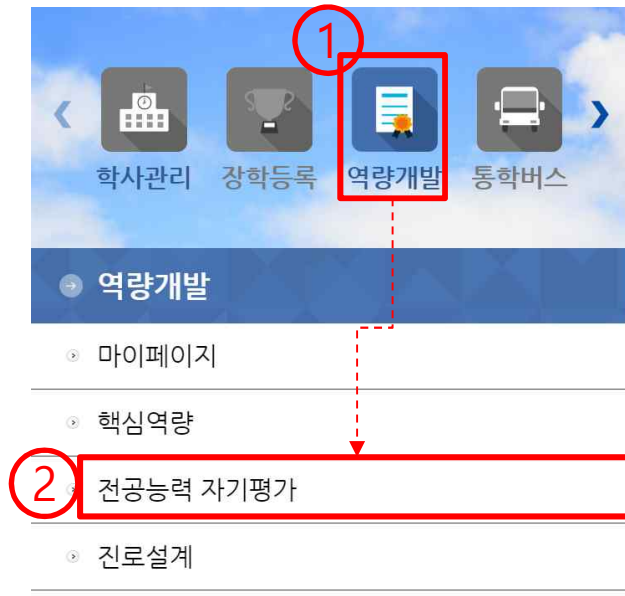 1
학사관리 장학등록 역량개발 통학버스
역량개발
마이페이지
핵심역량
2 전공능력 자기평가
진로설계